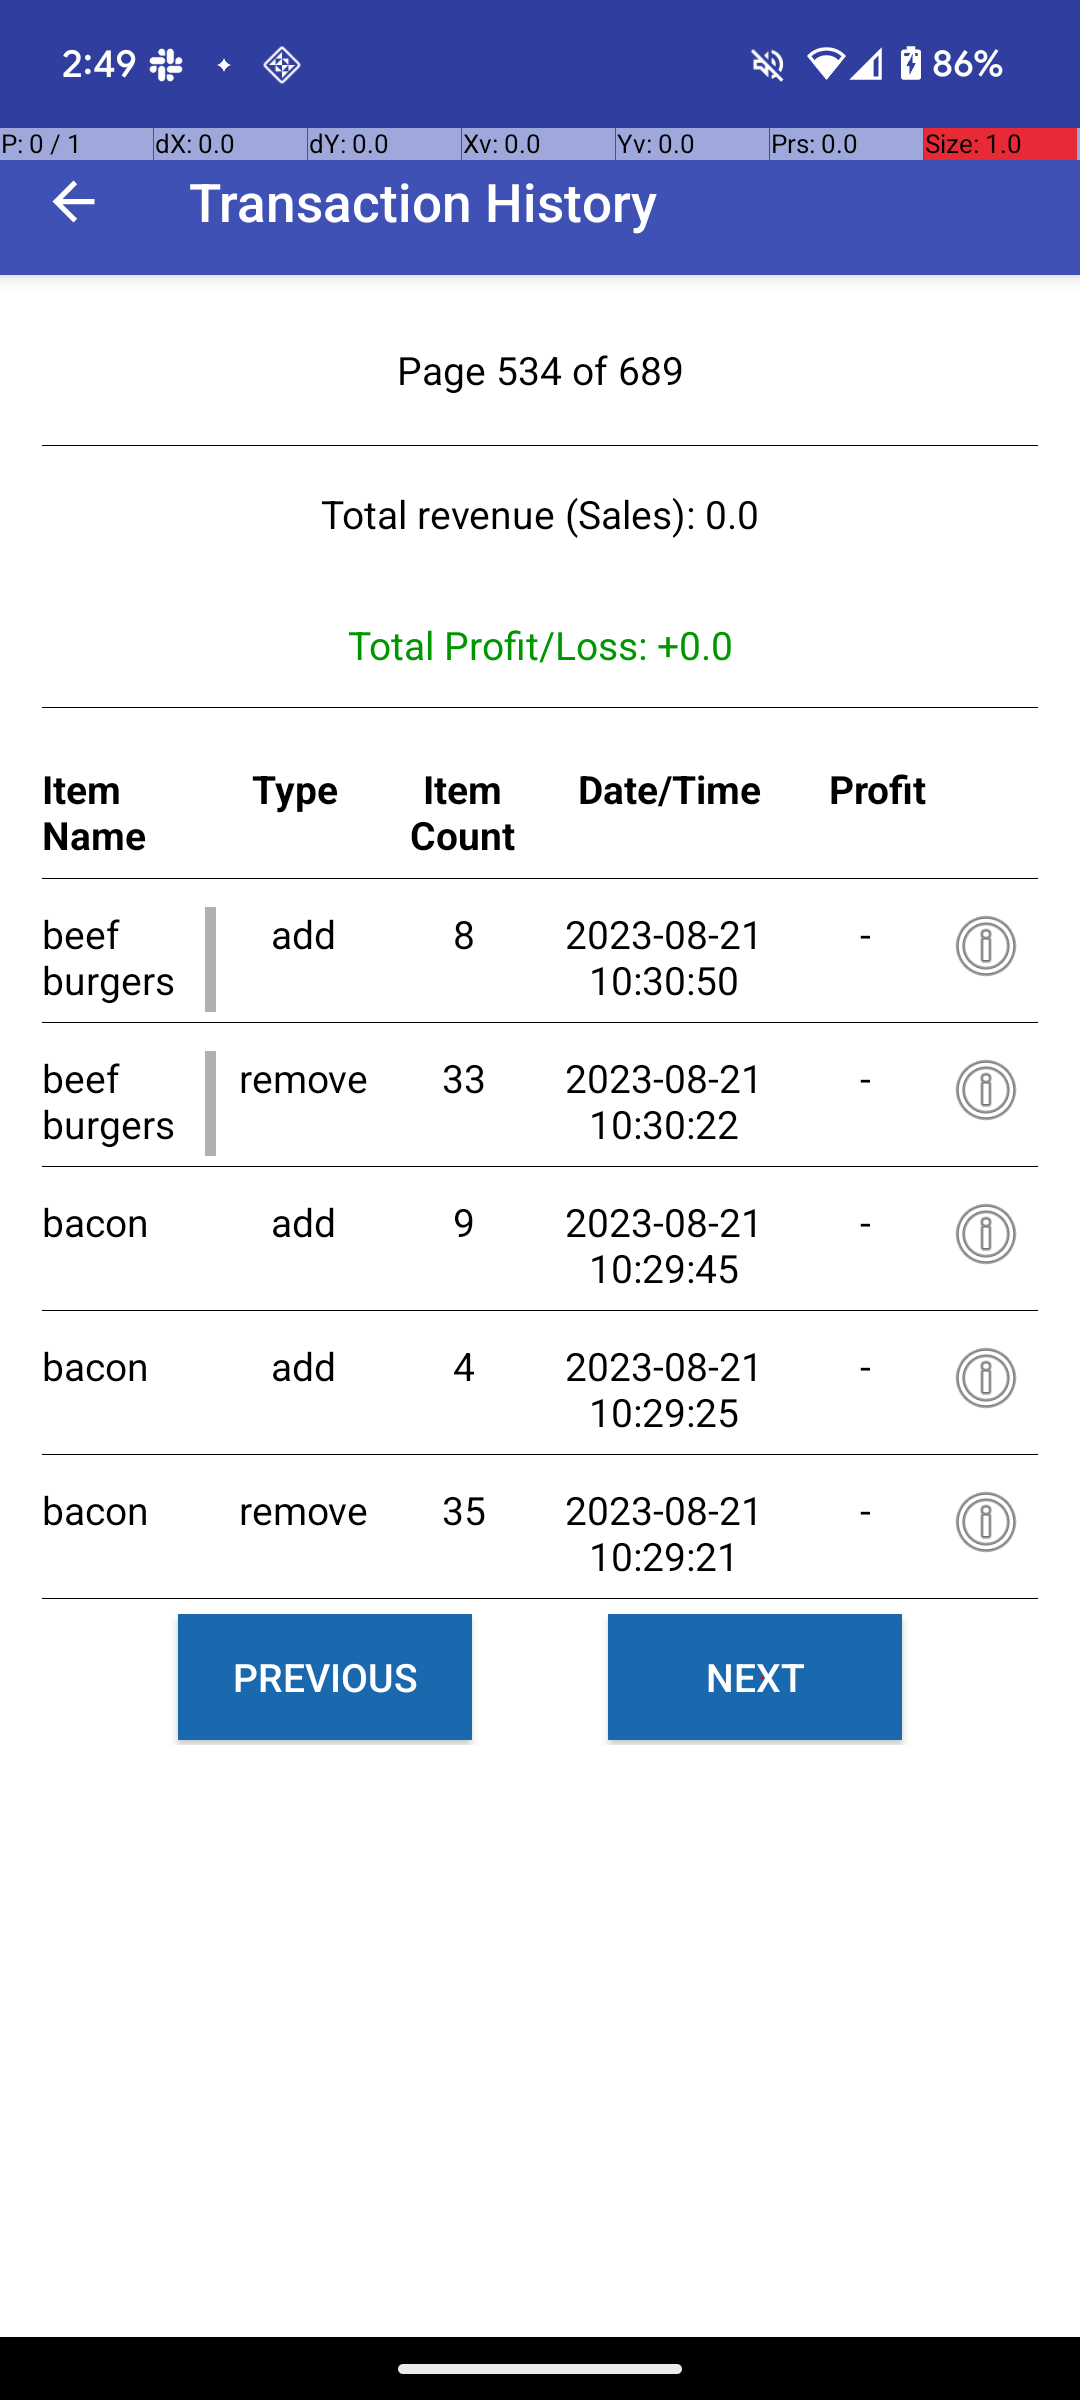 2:49 86%
P: 0 / 1 dX: 0.0 dY: 0.0 Xv: 0.0 Yv: 0.0 Prs: 0.0 Size: 1.0
Transaction History
Page 534 of 689
Total revenue (Sales): 0.0
Total Profit/Loss: +0.0
Item Type Item Date/Time Profit
Name Count
beef add 8 2023-08-21 -
burgers 10:30:50
beef remove 33 2023-08-21 -
burgers 10:30:22
bacon add 9 2023-08-21 -
10:29:45
bacon add 4 2023-08-21 -
10:29:25
bacon remove 35 2023-08-21 -
10:29:21
PREVIOUS NEXT